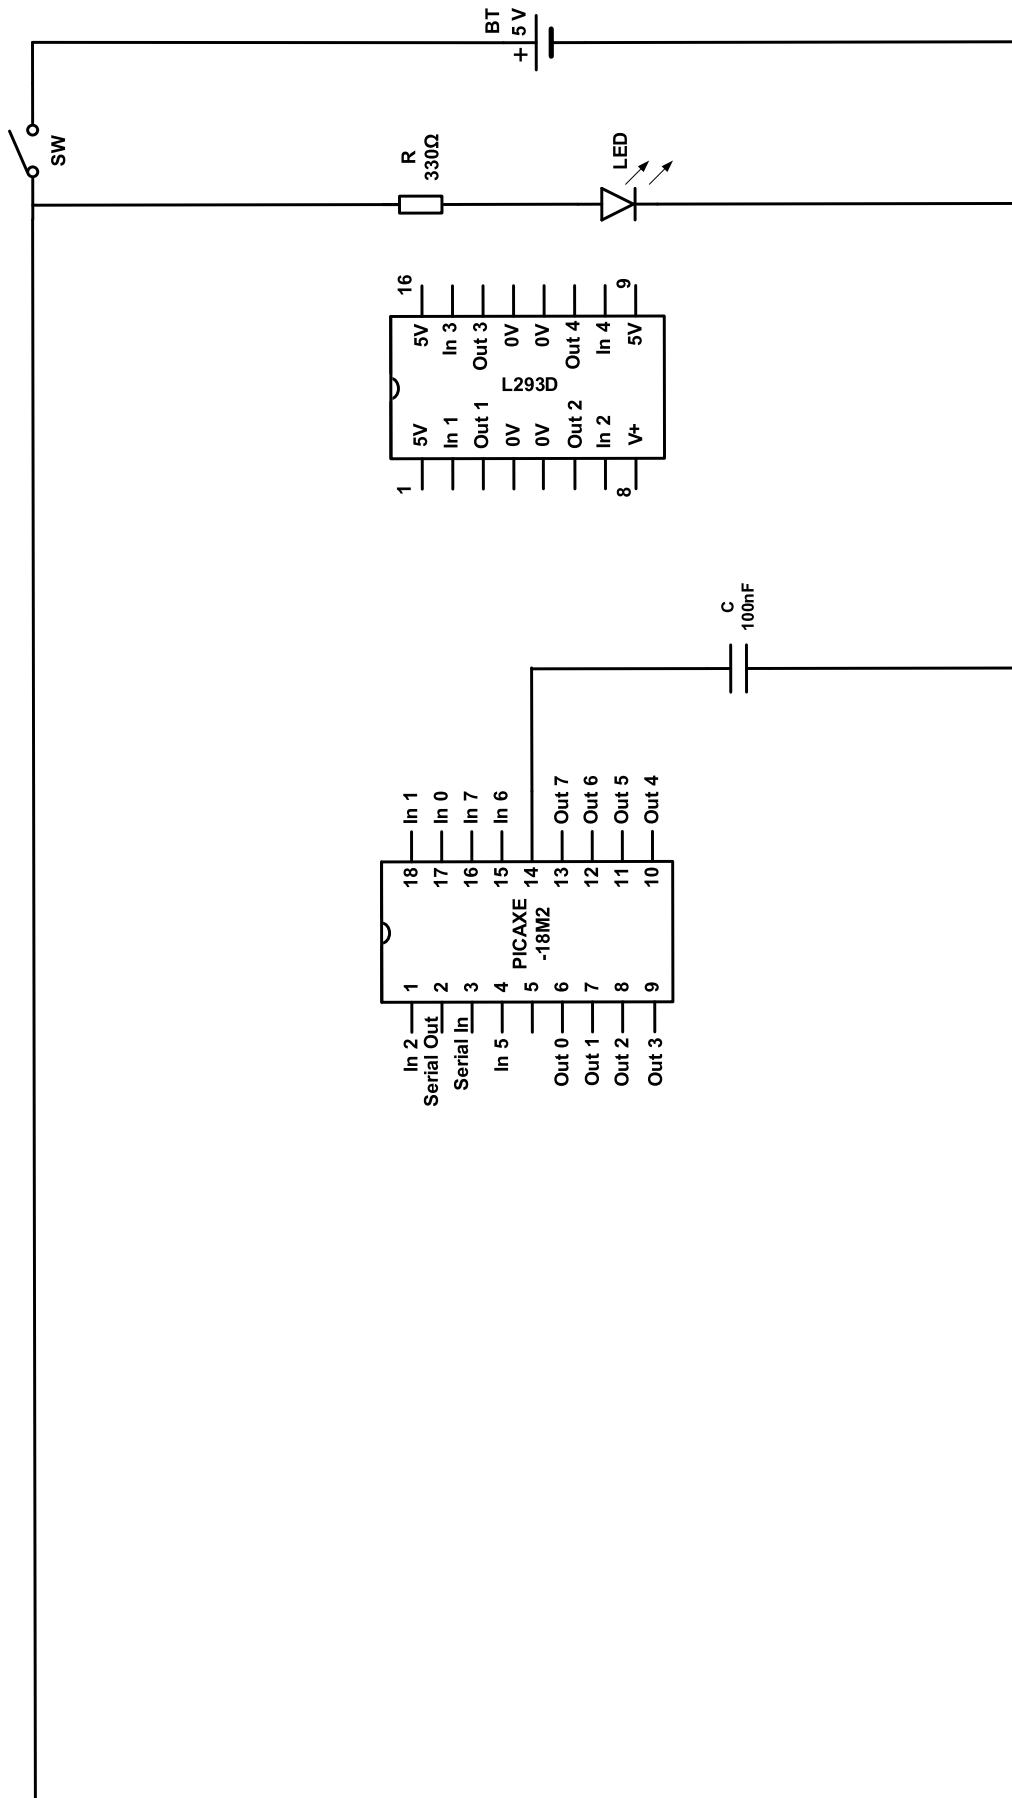 BT
5 V
+
SW
R
330Ω
LED
16
9
5V
In 3
Out 3
0V
0V
Out 4
In 4
5V
L293D
5V
In 1
Out 1
0V
0V
Out 2
In 2
V+
1
8
C
100nF
In 1
In 0
In 7
In 6
Out 7
Out 6
Out 5
Out 4
18
17
16
15
14
13
12
11
10
PICAXE
-18M2
1
2
3
4
5
6
7
8
9
In 2
Serial Out
Serial In
In 5
Out 0
Out 1
Out 2
Out 3